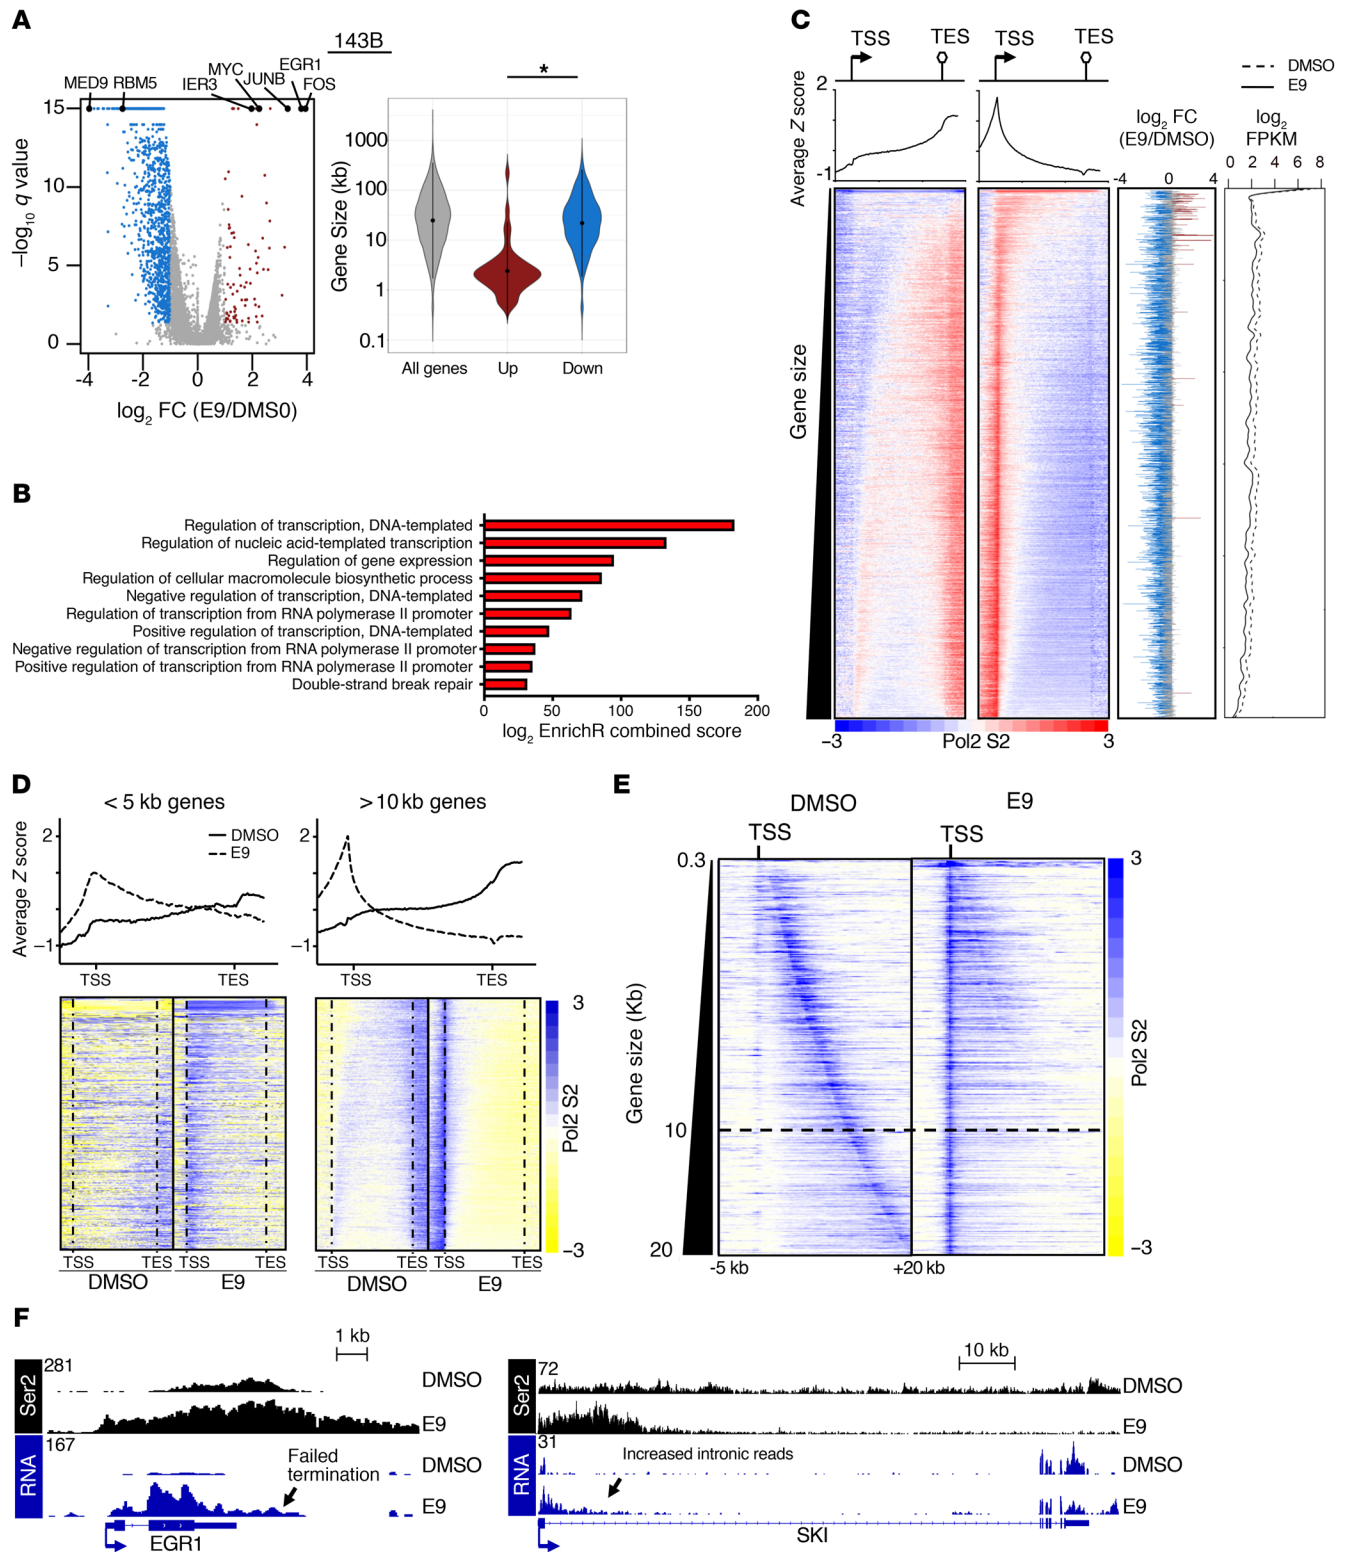 A
143B
MED9 RBM5
IER3
MYC
JUNB
EGR1
FOS
15
10
5
0
–log10 q value
-4 -2 0 2 4
log2 FC (E9/DMS0)
*
1000
100
10
1
0.1
Gene Size (kb)
All genes Up Down
B
Regulation of transcription, DNA-templated
Regulation of nucleic acid-templated transcription
Regulation of gene expression
Regulation of cellular macromolecule biosynthetic process
Negative regulation of transcription, DNA-templated
Regulation of transcription from RNA polymerase II promoter
Positive regulation of transcription, DNA-templated
Negative regulation of transcription from RNA polymerase II promoter
Positive regulation of transcription from RNA polymerase II promoter
Double-strand break repair
0 50 100 150 200
log2 EnrichR combined score
C
TSS TES TSS TES
DMSO
E9
2
-1
Average Z score
log2 FC
(E9/DMSO)
-4 0 4
log2
FPKM
0 2 4 6 8
Gene size
–3 Pol2 S2 3
D
< 5 kb genes
> 10 kb genes
2
–1
Average Z score
DMSO
E9
TSS TES
2
–1
TSS TES
3
Pol2 S2
–3
TSS TES TSS TES
DMSO E9
TSS TES TSS TES
DMSO E9
E
DMSO E9
TSS TSS
0.3
10
20
Gene size (Kb)
-5 kb +20 kb
3
Pol2 S2
–3
F
1 kb
Ser2
281
DMSO
E9
RNA
167
DMSO
E9
Failed
termination
EGR1
10 kb
Ser2
72
DMSO
E9
RNA
31
DMSO
E9
Increased intronic reads
SKI